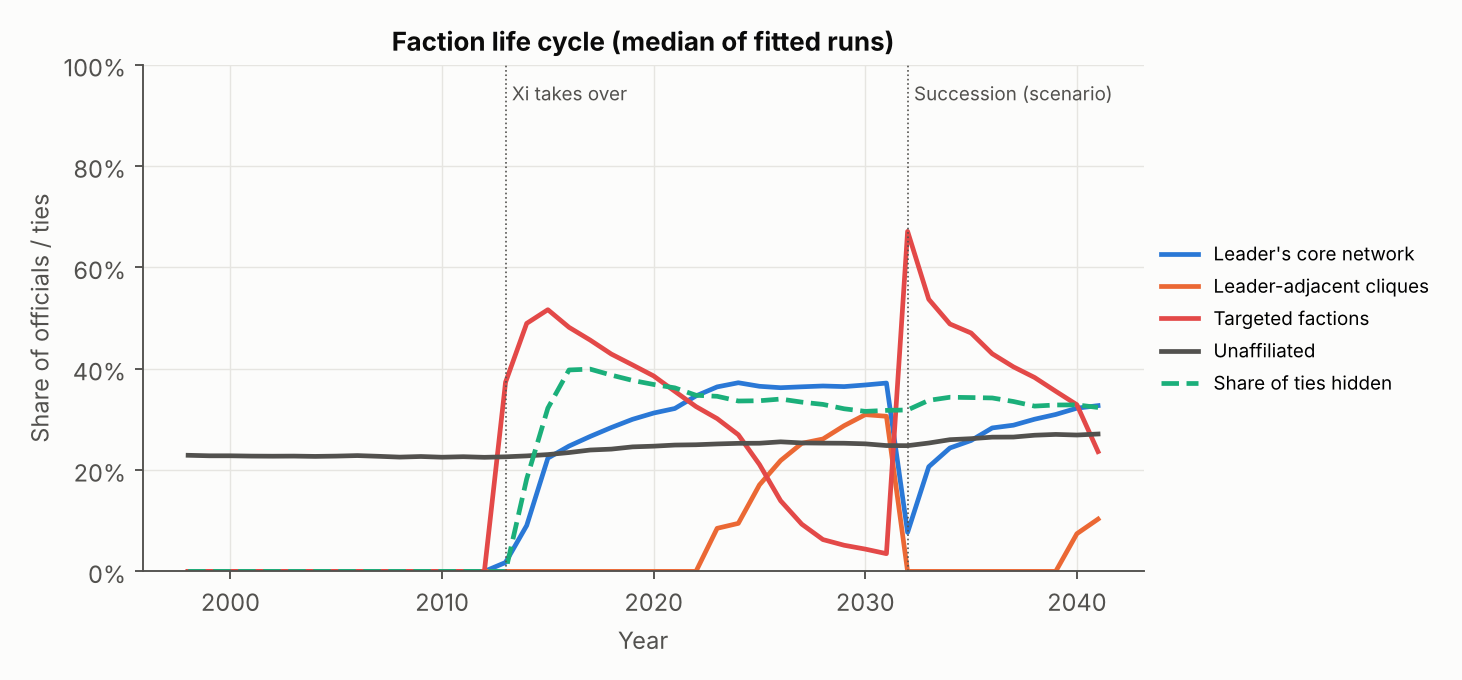 Faction life cycle (median of fitted runs)
100%
80%
60%
40%
20%
0%
Share of officials / ties
Xi takes over
Succession (scenario)
2000
2010
2020
2030
2040
Year
Leader's core network
Leader-adjacent cliques
Targeted factions
Unaffiliated
Share of ties hidden